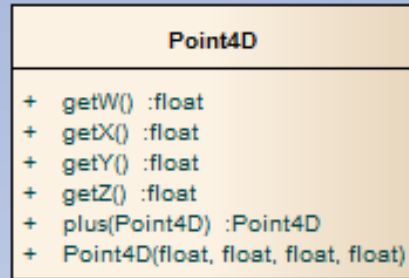 Point4D
+ getW() :float
+ getX() :float
+ getY() :float
+ getZ() :float
+ plus(Point4D) :Point4D
+ Point4D(float, float, float, float)